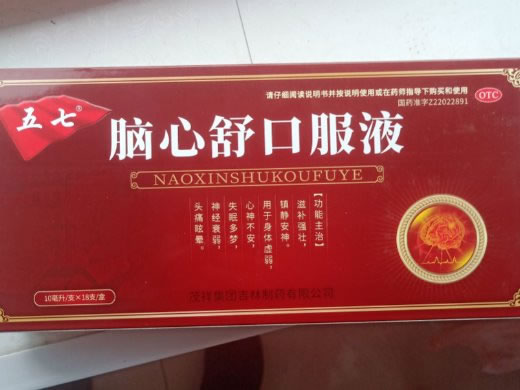 请仔细阅读说明书并按说明使用或在药师指导下购买和使用
OTC
国药准字Z22022891
五七®
脑心舒口服液
NAOXINSHUKOUFUYE
【功能主治】
滋补强壮,
镇静安神。
用于身体虚弱,
心神不安,
失眠多梦,
神经衰弱,
头痛眩晕。
10毫升/支×18支/盒
茂祥集团吉林制药有限公司